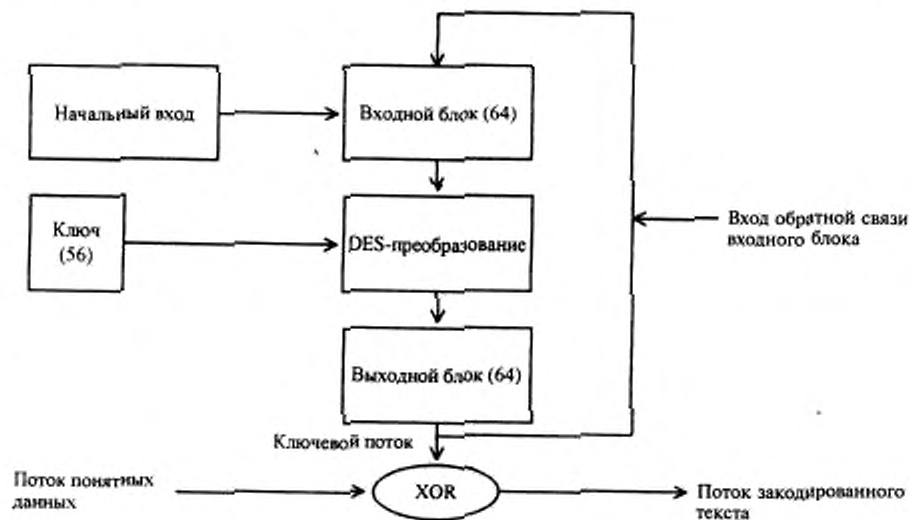 Начальный вход
Входной блок (64)
Ключ
(56)
DES-преобразование
Вход обратной связи
входного блока
Выходной блок (64)
Ключевой поток
Поток понятных
данных
XOR
Поток закодированного
текста